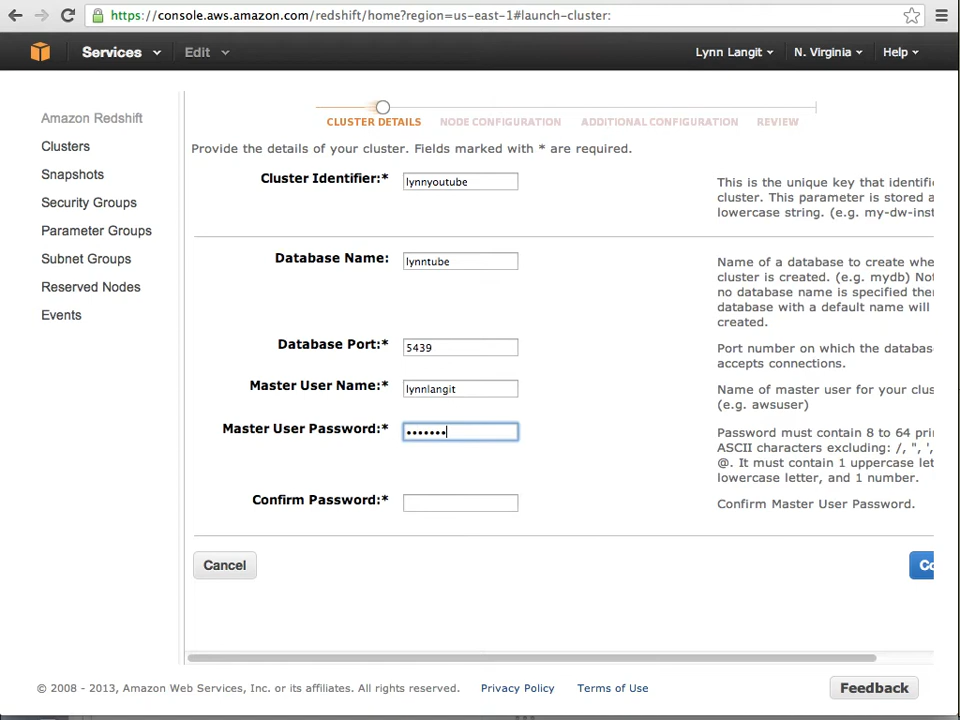 https://console.aws.amazon.com/redshift/home?region=us-east-1#launch-cluster:
Services Edit Lynn Langit N. Virginia Help
Amazon Redshift
Clusters
Snapshots
Security Groups
Parameter Groups
Subnet Groups
Reserved Nodes
Events
CLUSTER DETAILS NODE CONFIGURATION ADDITIONAL CONFIGURATION REVIEW
Provide the details of your cluster. Fields marked with * are required.
Cluster Identifier:* lynnyoutube
This is the unique key that identifi
cluster. This parameter is stored a
lowercase string. (e.g. my-dw-inst
Database Name: lynntube
Name of a database to create whe
cluster is created. (e.g. mydb) Not
no database name is specified then
database with a default name will
created.
Database Port:* 5439
Port number on which the databas
accepts connections.
Master User Name:* lynnlangit
Name of master user for your clus
(e.g. awsuser)
Master User Password:* •••••••
Password must contain 8 to 64 pri
ASCII characters excluding: /, ", ',
@. It must contain 1 uppercase let
lowercase letter, and 1 number.
Confirm Password:*
Confirm Master User Password.
Cancel Co
© 2008 - 2013, Amazon Web Services, Inc. or its affiliates. All rights reserved. Privacy Policy Terms of Use Feedback